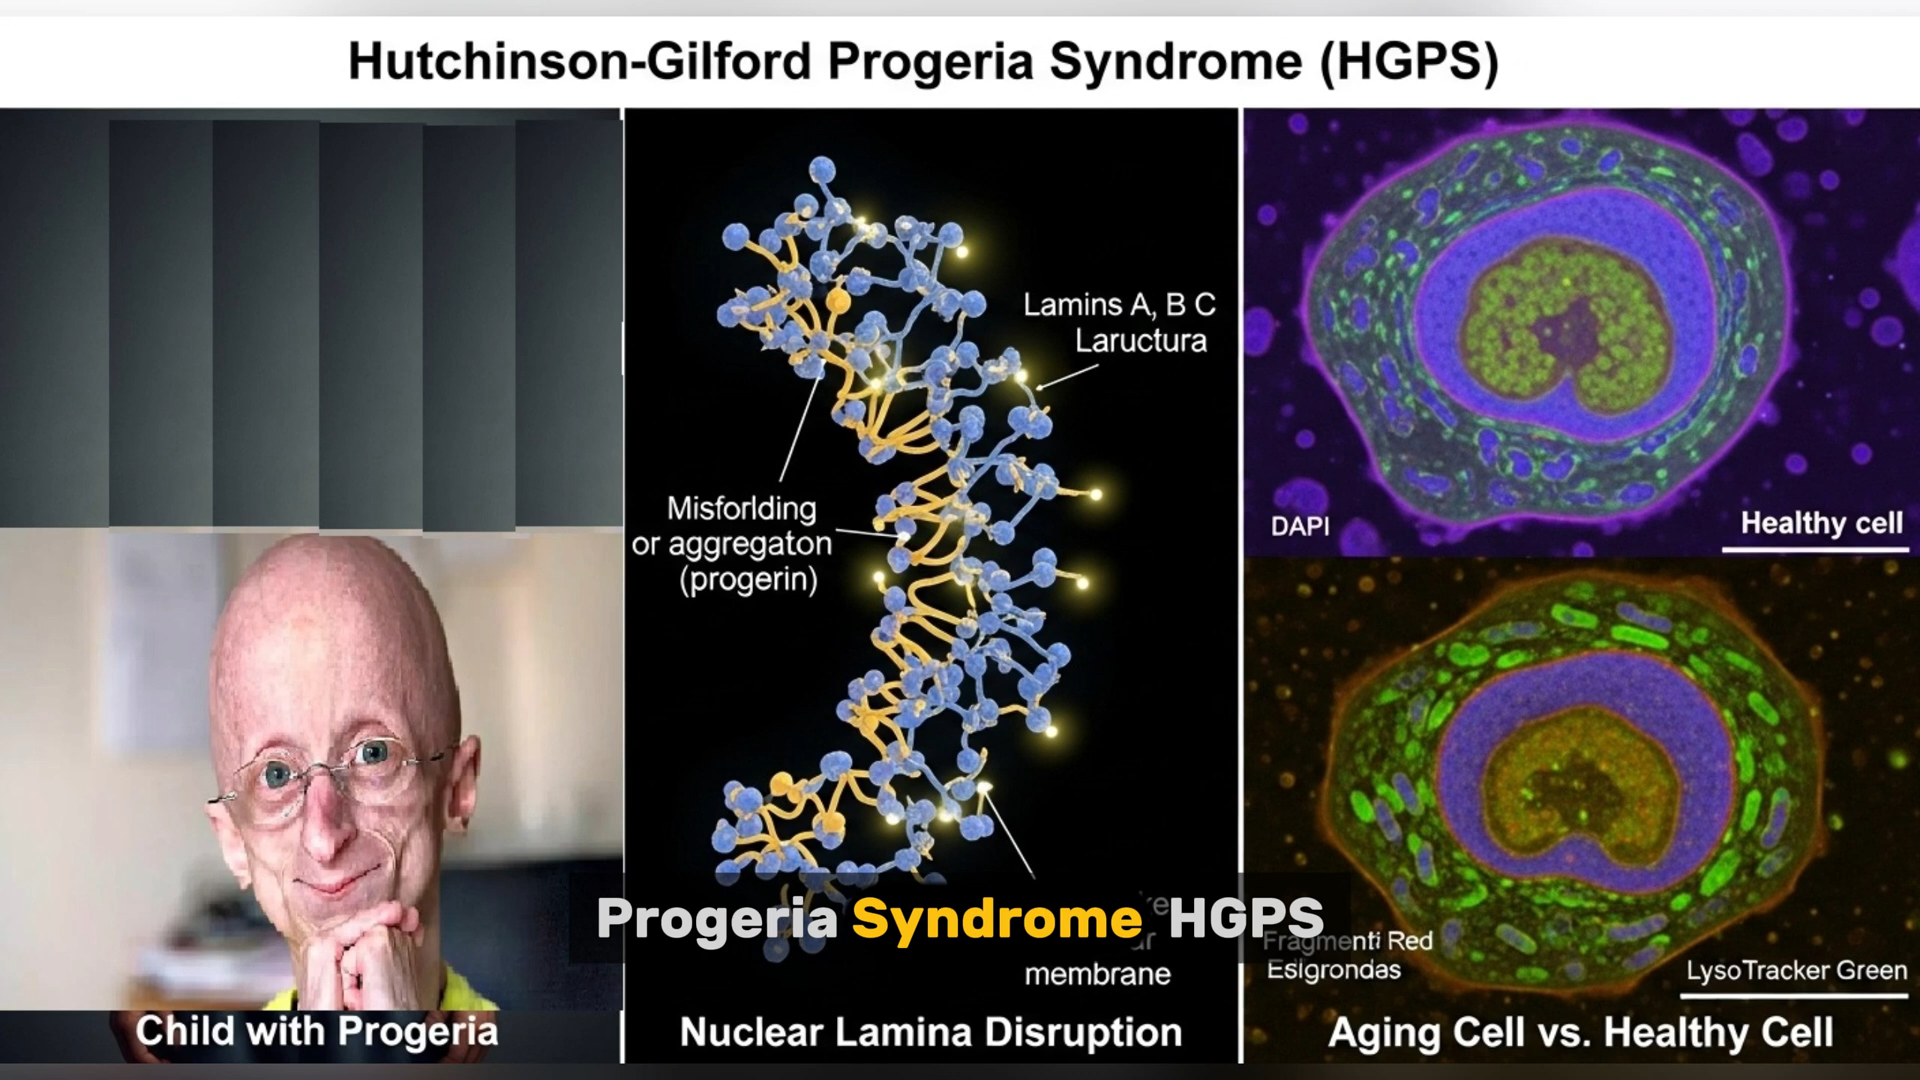 Hutchinson-Gilford Progeria Syndrome (HGPS)
Lamins A, B C
Laructura
Misforlding
or aggregaton
(progerin)
membrane
Progeria Syndrome HGPS
DAPI
Healthy cell
Fragmenti Red
Esigrondas
LysoTracker Green
Child with Progeria
Nuclear Lamina Disruption
Aging Cell vs. Healthy Cell